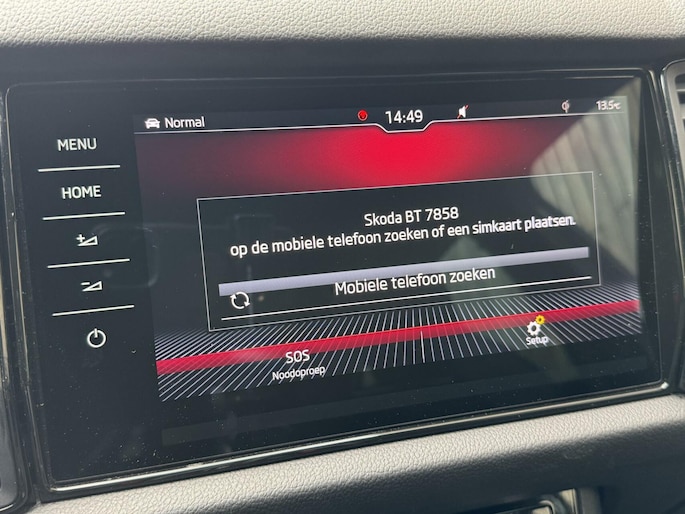 Normal
14:49
13.5°C
MENU
HOME
Skoda BT 7858
op de mobiele telefoon zoeken of een simkaart plaatsen.
Mobiele telefoon zoeken
SOS
Noodoproep
Setup